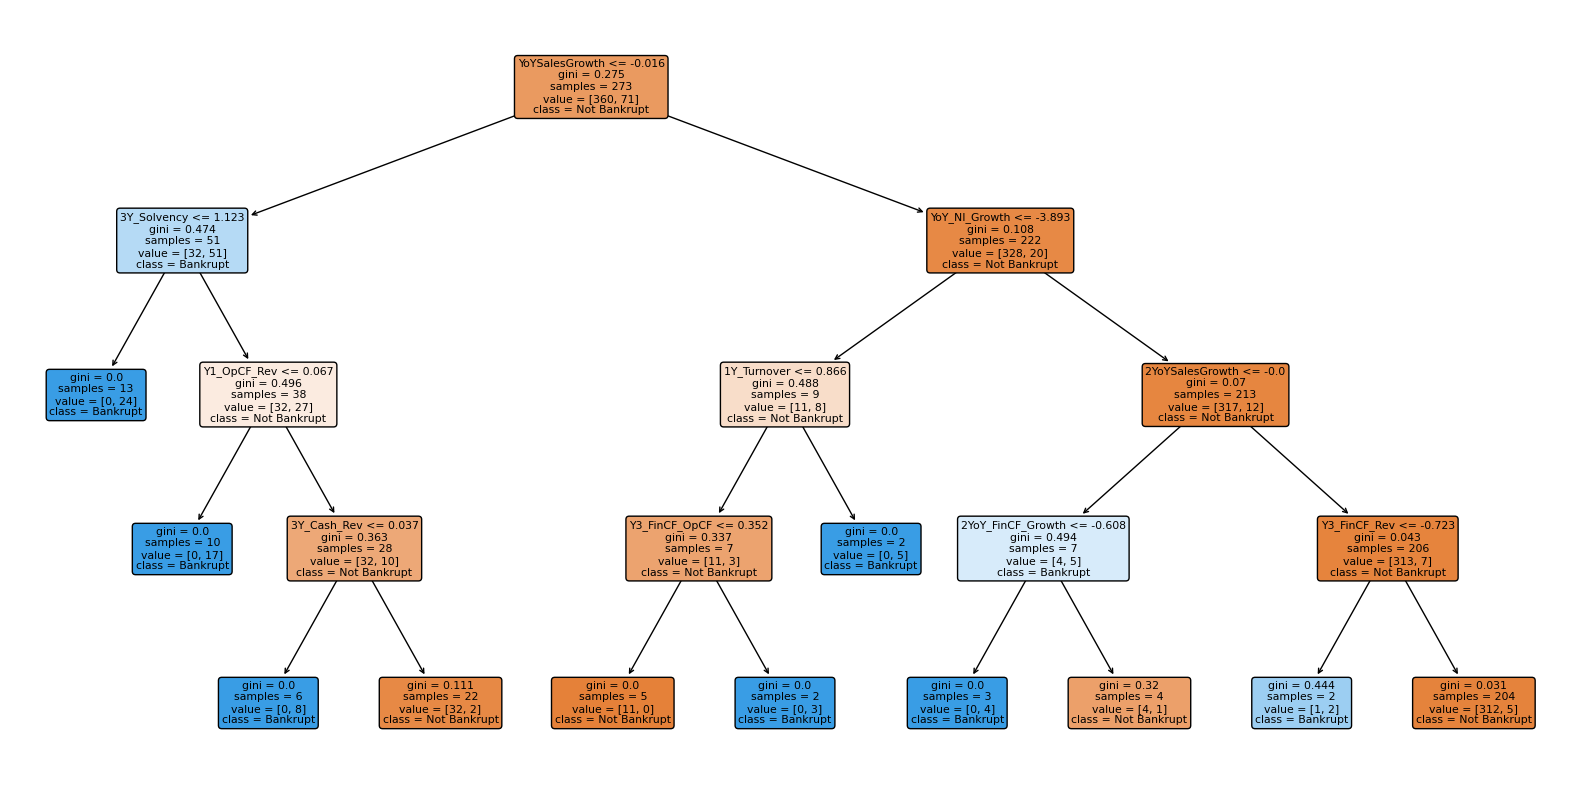 YoYSalesGrowth <= -0.016
gini = 0.275
samples = 273
value = [360, 71]
class = Not Bankrupt
3Y_Solvency <= 1.123
gini = 0.474
samples = 51
value = [32, 51]
class = Bankrupt
YoY_NI_Growth <= -3.893
gini = 0.108
samples = 222
value = [328, 20]
class = Not Bankrupt
gini = 0.0
samples = 13
value = [0, 24]
class = Bankrupt
Y1_OpCF_Rev <= 0.067
gini = 0.496
samples = 38
value = [32, 27]
class = Not Bankrupt
1Y_Turnover <= 0.866
gini = 0.488
samples = 9
value = [11, 8]
class = Not Bankrupt
2YoYSalesGrowth <= -0.0
gini = 0.07
samples = 213
value = [317, 12]
class = Not Bankrupt
gini = 0.0
samples = 10
value = [0, 17]
class = Bankrupt
3Y_Cash_Rev <= 0.037
gini = 0.363
samples = 28
value = [32, 10]
class = Not Bankrupt
Y3_FinCF_OpCF <= 0.352
gini = 0.337
samples = 7
value = [11, 3]
class = Not Bankrupt
gini = 0.0
samples = 2
value = [0, 5]
class = Bankrupt
2YoY_FinCF_Growth <= -0.608
gini = 0.494
samples = 7
value = [4, 5]
class = Bankrupt
Y3_FinCF_Rev <= -0.723
gini = 0.043
samples = 206
value = [313, 7]
class = Not Bankrupt
gini = 0.0
samples = 6
value = [0, 8]
class = Bankrupt
gini = 0.111
samples = 22
value = [32, 2]
class = Not Bankrupt
gini = 0.0
samples = 5
value = [11, 0]
class = Not Bankrupt
gini = 0.0
samples = 2
value = [0, 3]
class = Bankrupt
gini = 0.0
samples = 3
value = [0, 4]
class = Bankrupt
gini = 0.32
samples = 4
value = [4, 1]
class = Not Bankrupt
gini = 0.444
samples = 2
value = [1, 2]
class = Bankrupt
gini = 0.031
samples = 204
value = [312, 5]
class = Not Bankrupt